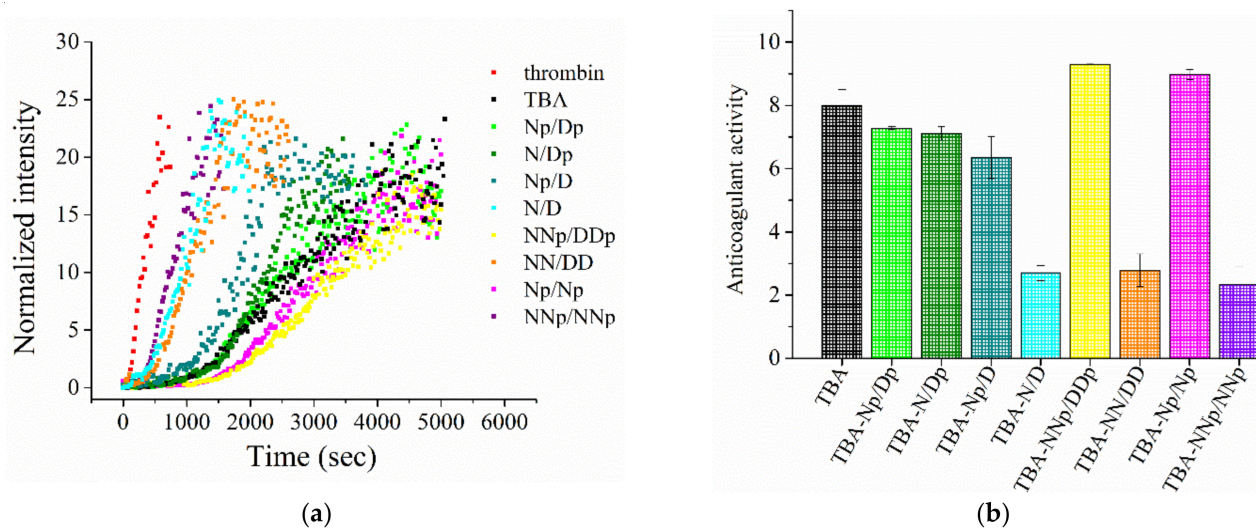 30
25
20
15
10
5
0
Normalized intensity
0 1000 2000 3000 4000 5000 6000
Time (sec)
thrombin
TBA
Np/Dp
N/Dp
Np/D
N/D
NNp/DDp
NN/DD
Np/Np
NNp/NNp
(a)
10
8
6
4
2
0
Anticoagulant activity
TBA
TBA-Np/Dp
TBA-N/Dp
TBA-Np/D
TBA-N/D
TBA-NNp/DDp
TBA-NN/DD
TBA-Np/Np
TBA-NNp/NNp
(b)